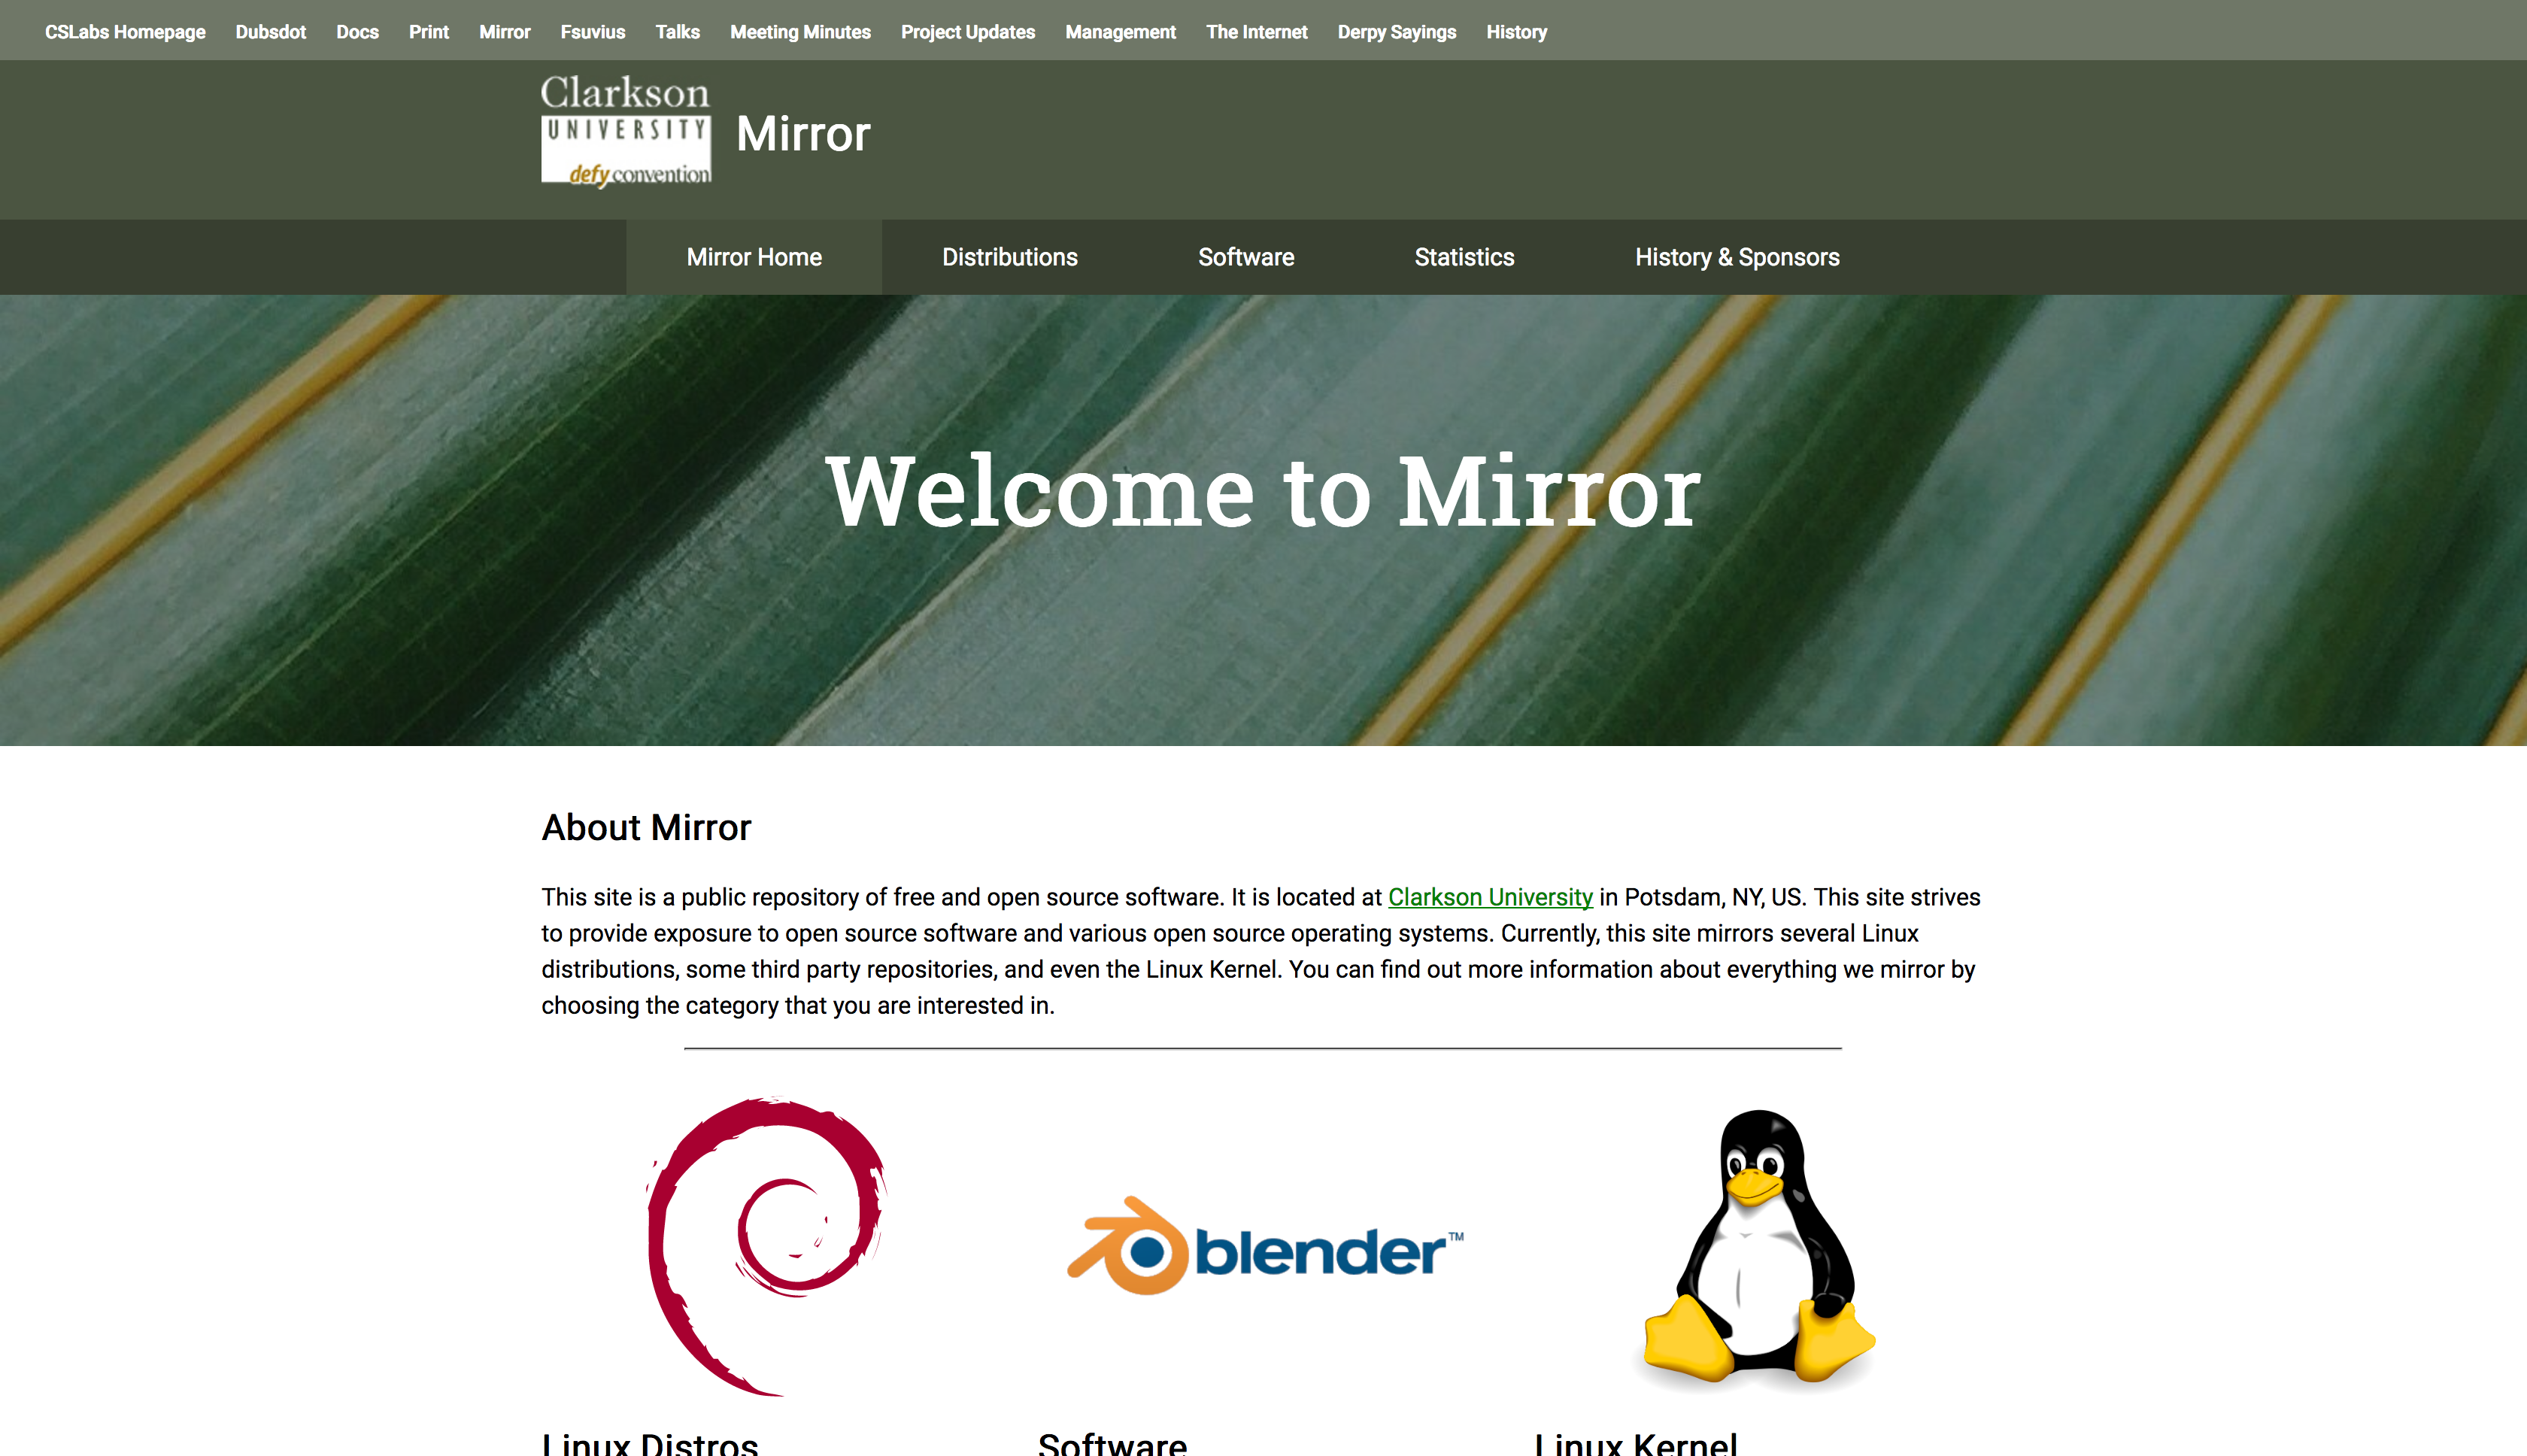 CSLabs Homepage Dubsdot Docs Print Mirror Fsuvius Talks Meeting Minutes Project Updates Management The Internet Derpy Sayings History
Clarkson
UNIVERSITY
defy convention
Mirror
Mirror Home Distributions Software Statistics History & Sponsors
Welcome to Mirror
About Mirror
This site is a public repository of free and open source software. It is located at Clarkson University in Potsdam, NY, US. This site strives
to provide exposure to open source software and various open source operating systems. Currently, this site mirrors several Linux
distributions, some third party repositories, and even the Linux Kernel. You can find out more information about everything we mirror by
choosing the category that you are interested in.
blender™
Linux Distros Software Linux Kernel